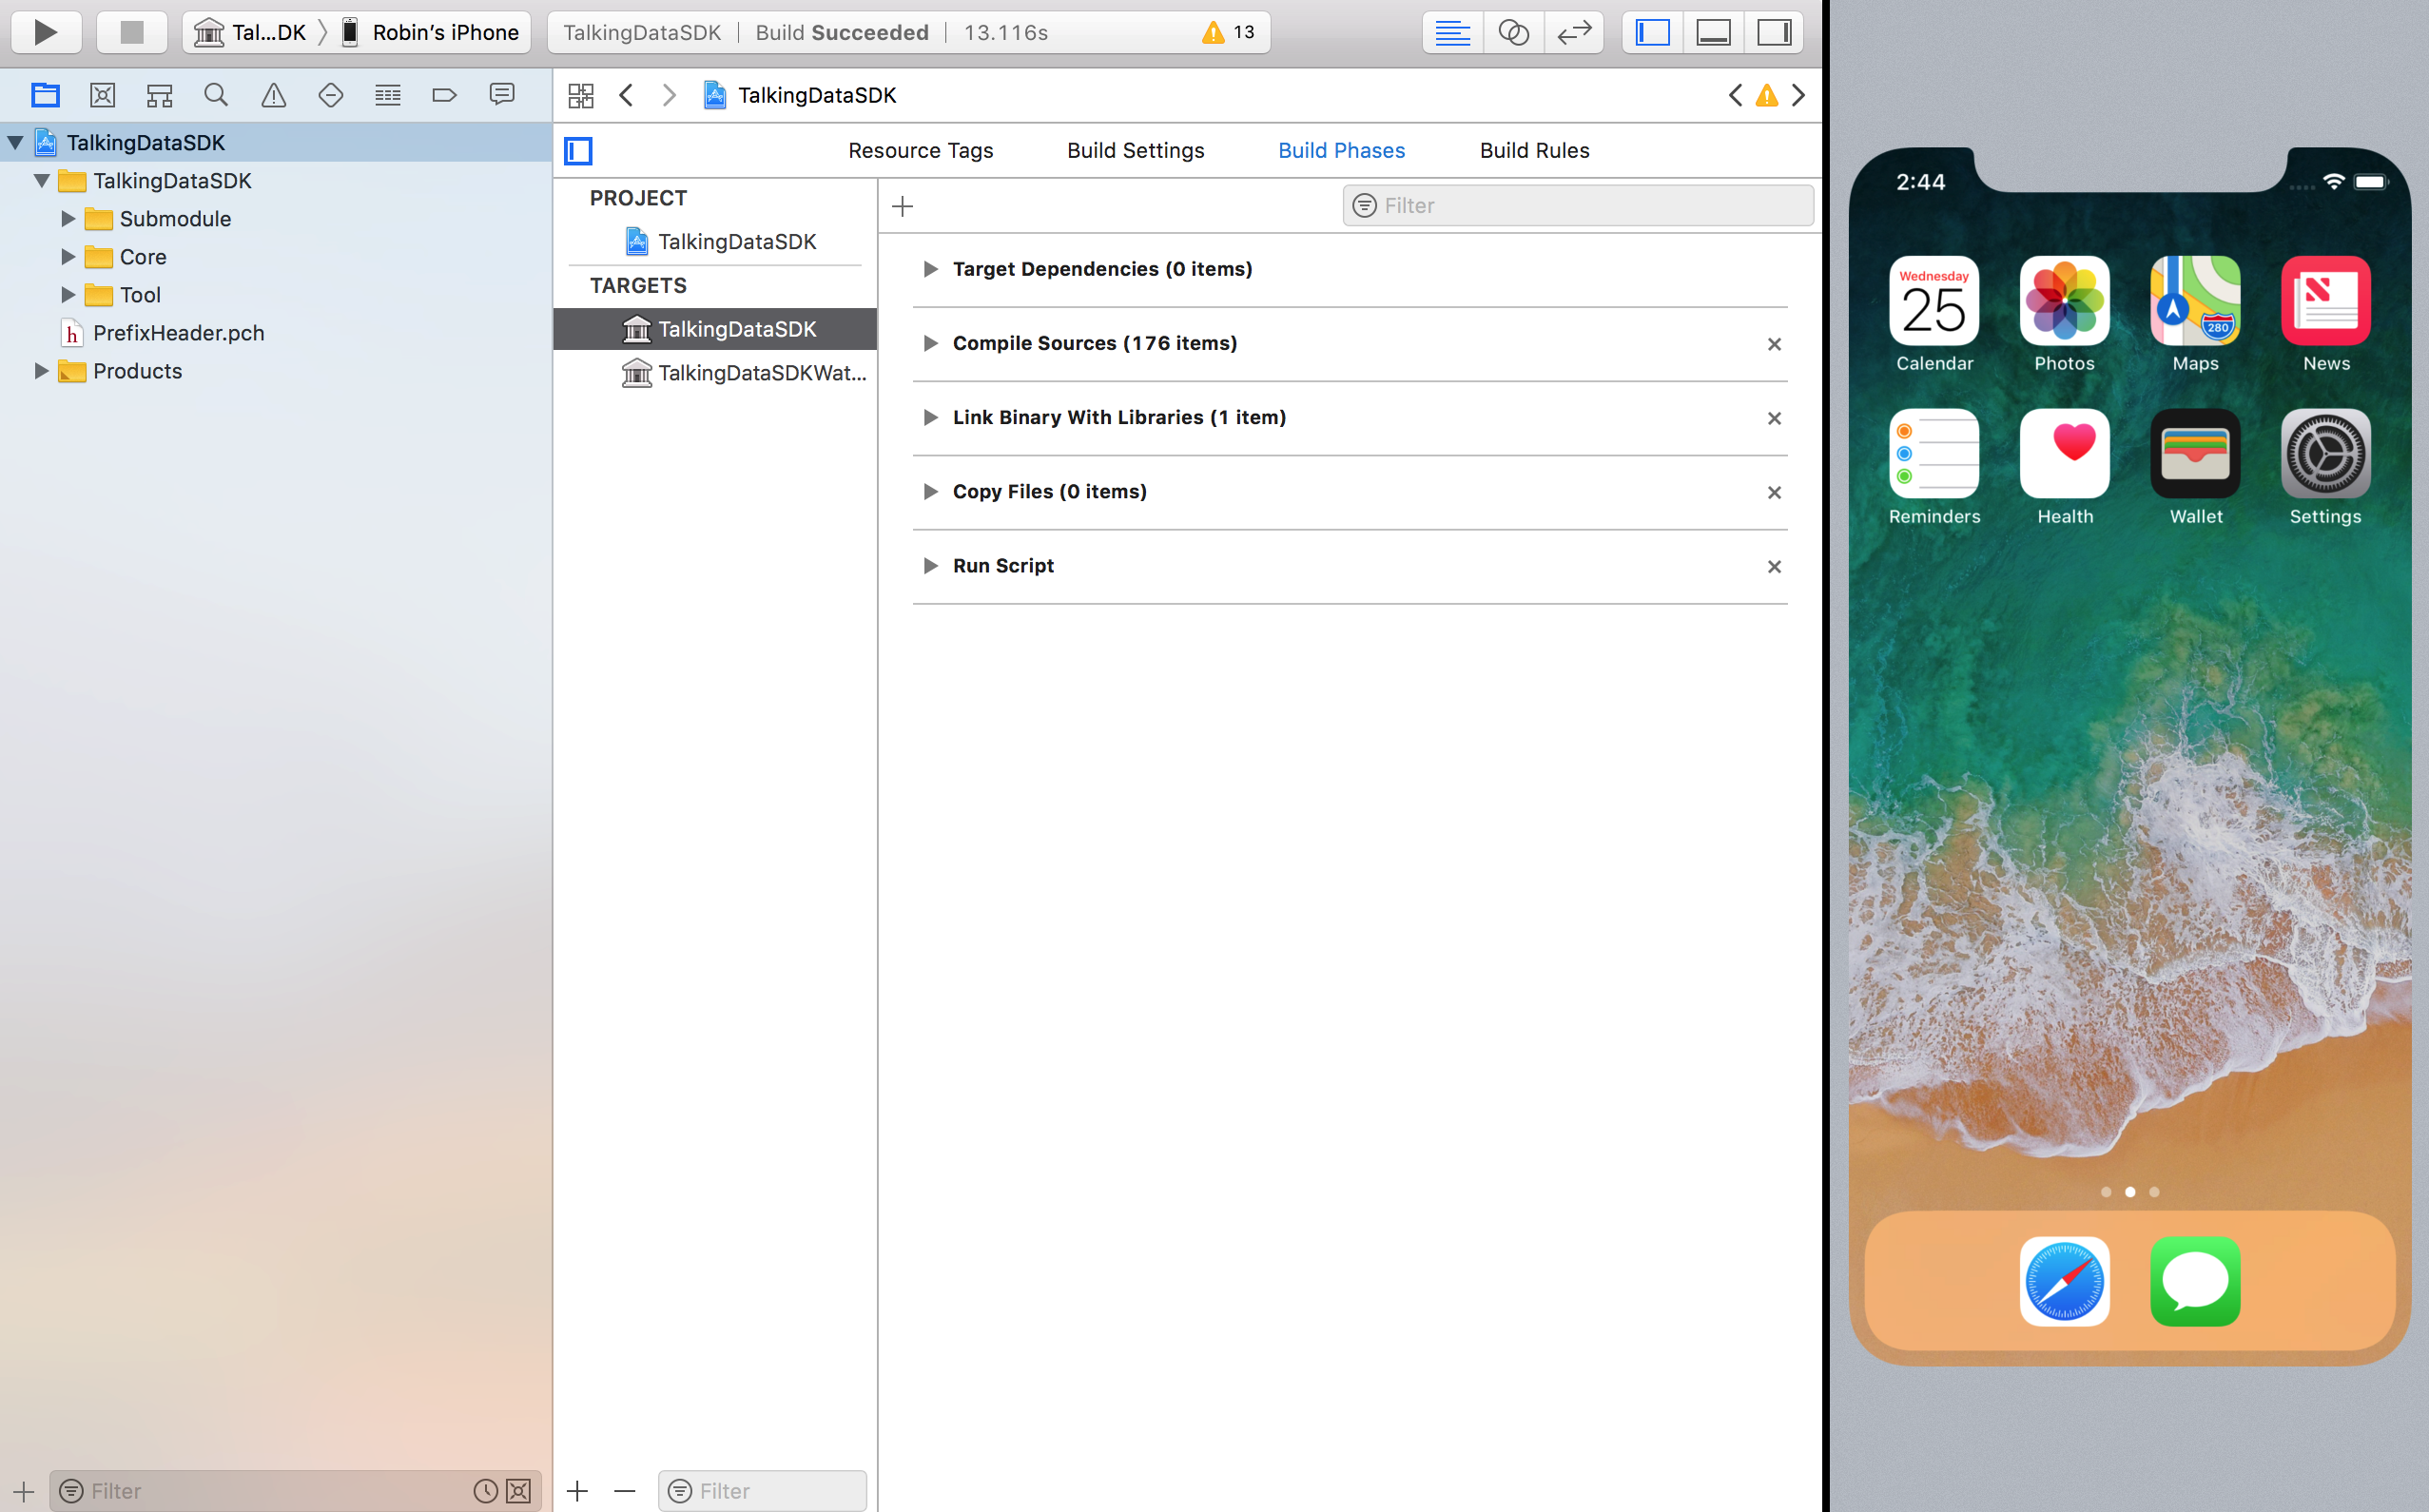 Tal...DK
Robin's iPhone
TalkingDataSDK
Build Succeeded
13.116s
13
TalkingDataSDK
TalkingDataSDK
Submodule
Core
Tool
PrefixHeader.pch
Products
Filter
TalkingDataSDK
Resource Tags
Build Settings
Build Phases
Build Rules
PROJECT
TalkingDataSDK
TARGETS
TalkingDataSDK
TalkingDataSDKWat...
Filter
Filter
Target Dependencies (0 items)
Compile Sources (176 items)
Link Binary With Libraries (1 item)
Copy Files (0 items)
Run Script
2:44
Wednesday
25
280
Calendar
Photos
Maps
News
Reminders
Health
Wallet
Settings